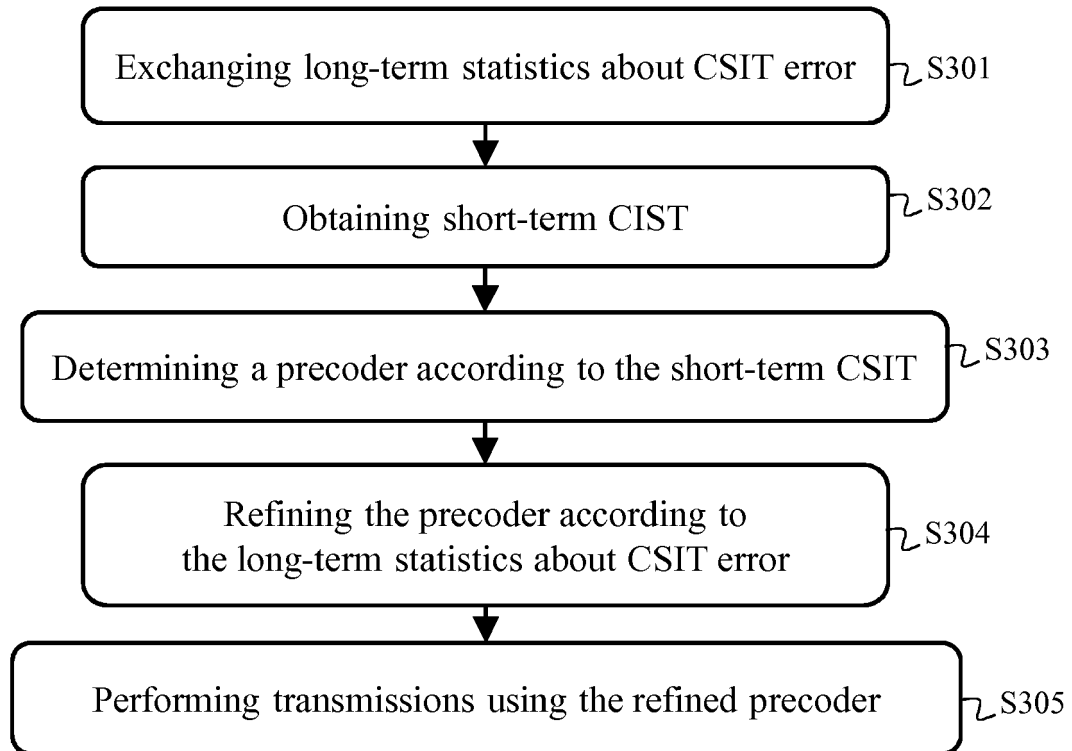 Exchanging long-term statistics about CSIT error
S301
Obtaining short-term CIST
S302
Determining a precoder according to the short-term CSIT
S303
Refining the precoder according to
the long-term statistics about CSIT error
S304
Performing transmissions using the refined precoder
S305